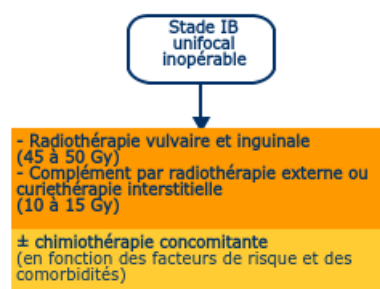 Stade IB
unifocal
inopérable
- Radiothérapie vulvaire et inguinale
(45 à 50 Gy)
- Complément par radiothérapie externe ou
curiethérapie interstitielle
(10 à 15 Gy)
± chimiothérapie concomitante
(en fonction des facteurs de risque et des
comorbidités)